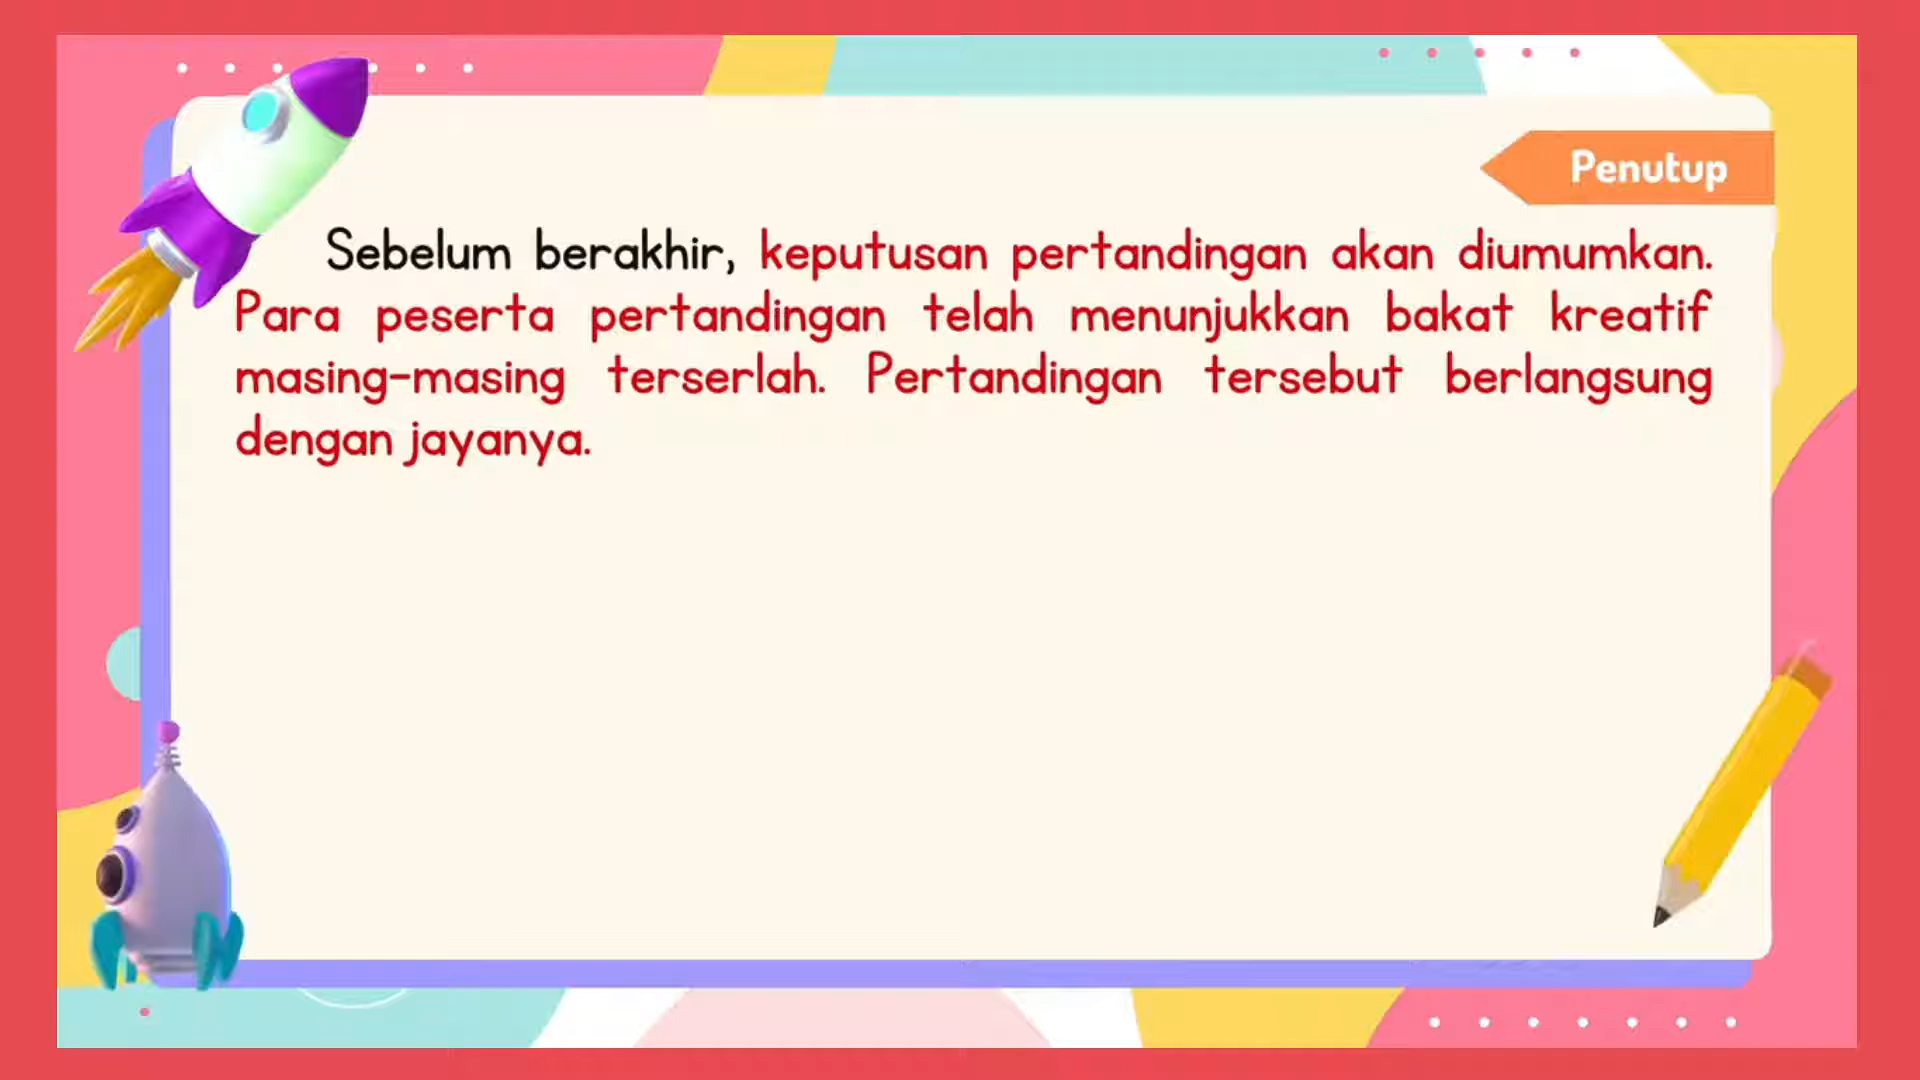 Penutup
Sebelum berakhir, keputusan pertandingan akan diumumkan.
Para peserta pertandingan telah menunjukkan bakat kreatif
masing-masing terserlah. Pertandingan tersebut berlangsung
dengan jayanya.